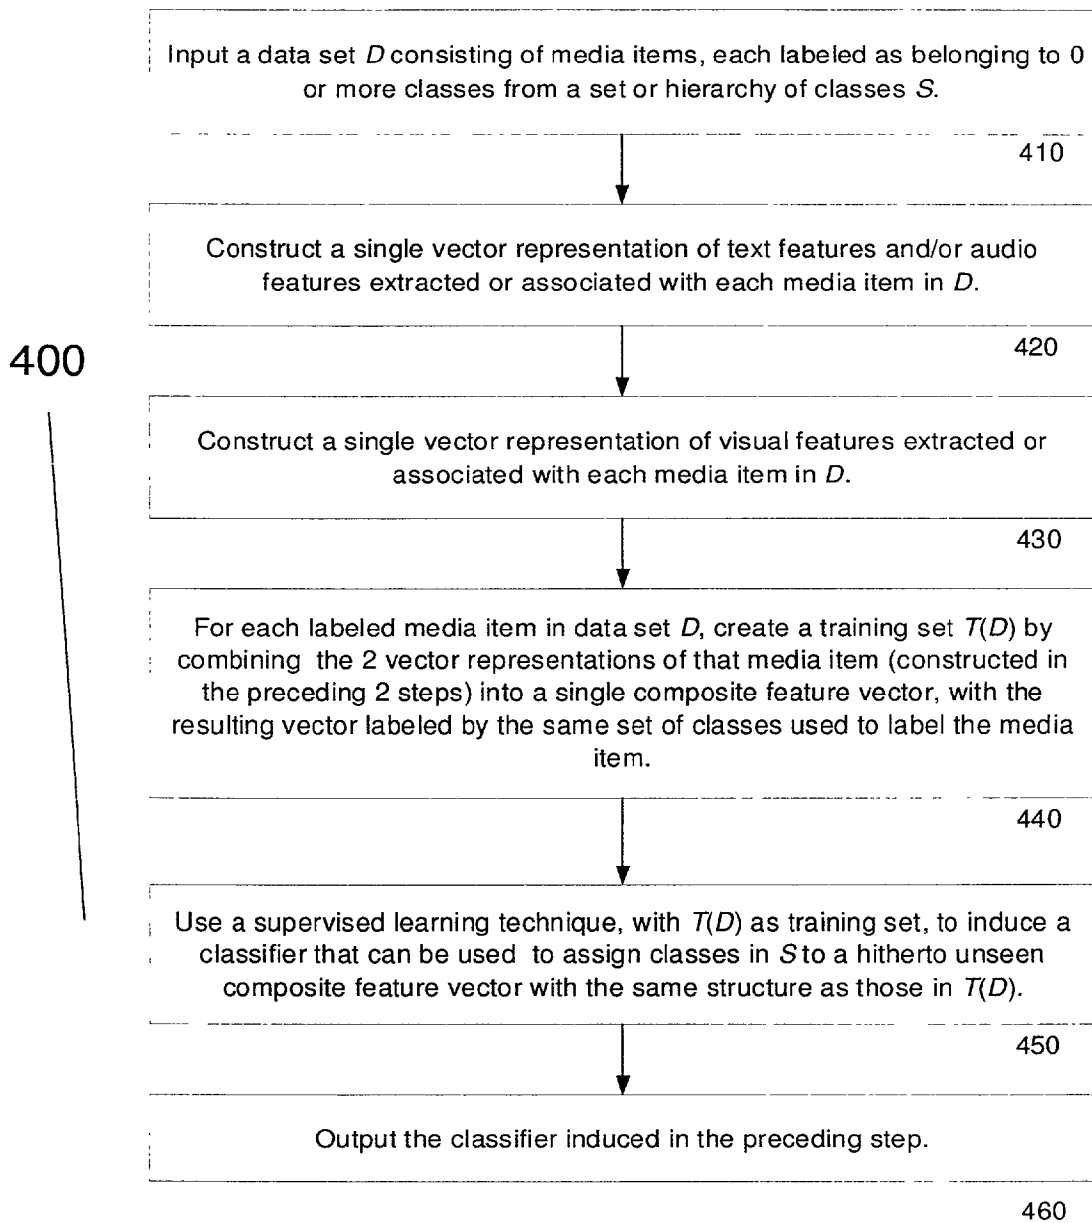 Input a data set D consisting of media items, each labeled as belonging to 0
or more classes from a set or hierarchy of classes S.
410
Construct a single vector representation of text features and/or audio
features extracted or associated with each media item in D.
420
400
Construct a single vector representation of visual features extracted or
associated with each media item in D.
430
For each labeled media item in data set D, create a training set T(D) by
combining the 2 vector representations of that media item (constructed in
the preceding 2 steps) into a single composite feature vector, with the
resulting vector labeled by the same set of classes used to label the media
item.
440
Use a supervised learning technique, with T(D) as training set, to induce a
classifier that can be used to assign classes in S to a hitherto unseen
composite feature vector with the same structure as those in T(D).
450
Output the classifier induced in the preceding step.
460